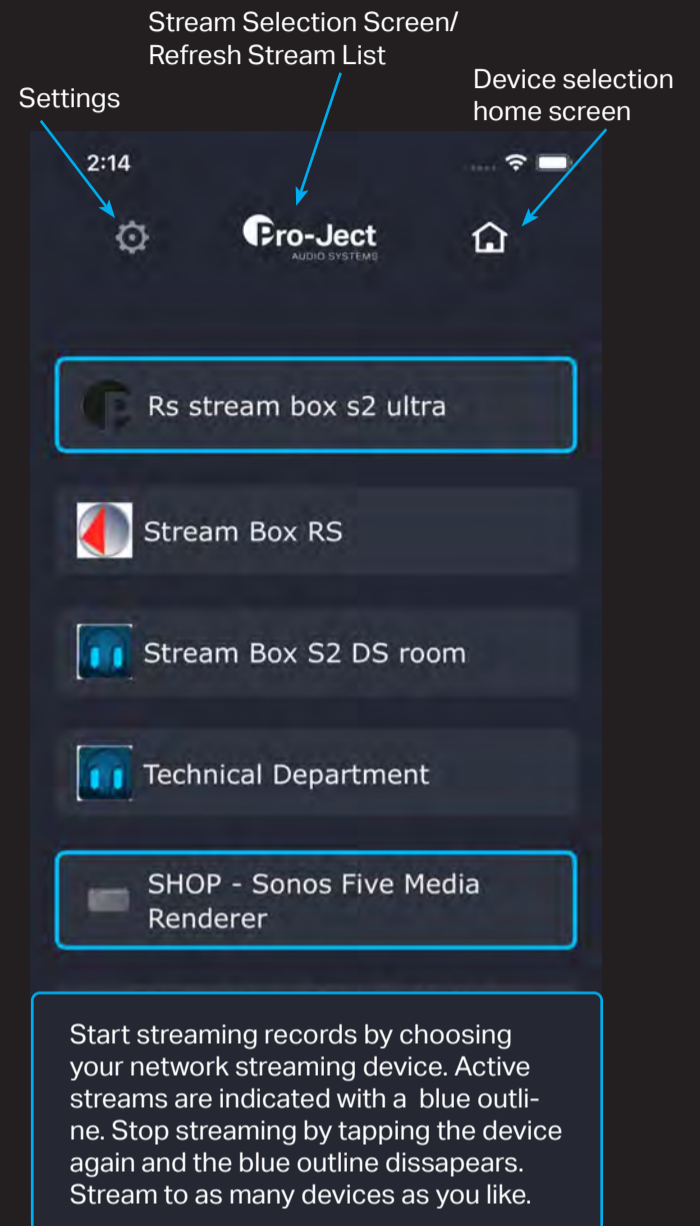 Stream Selection Screen/
Refresh Stream List
Settings
Device selection
home screen
2:14
Pro-Ject
AUDIO SYSTEMS
Rs stream box s2 ultra
Stream Box RS
Stream Box S2 DS room
Technical Department
SHOP - Sonos Five Media
Renderer
Start streaming records by choosing
your network streaming device. Active
streams are indicated with a  blue outli-
ne. Stop streaming by tapping the device
again and the blue outline dissapears.
Stream to as many devices as you like.